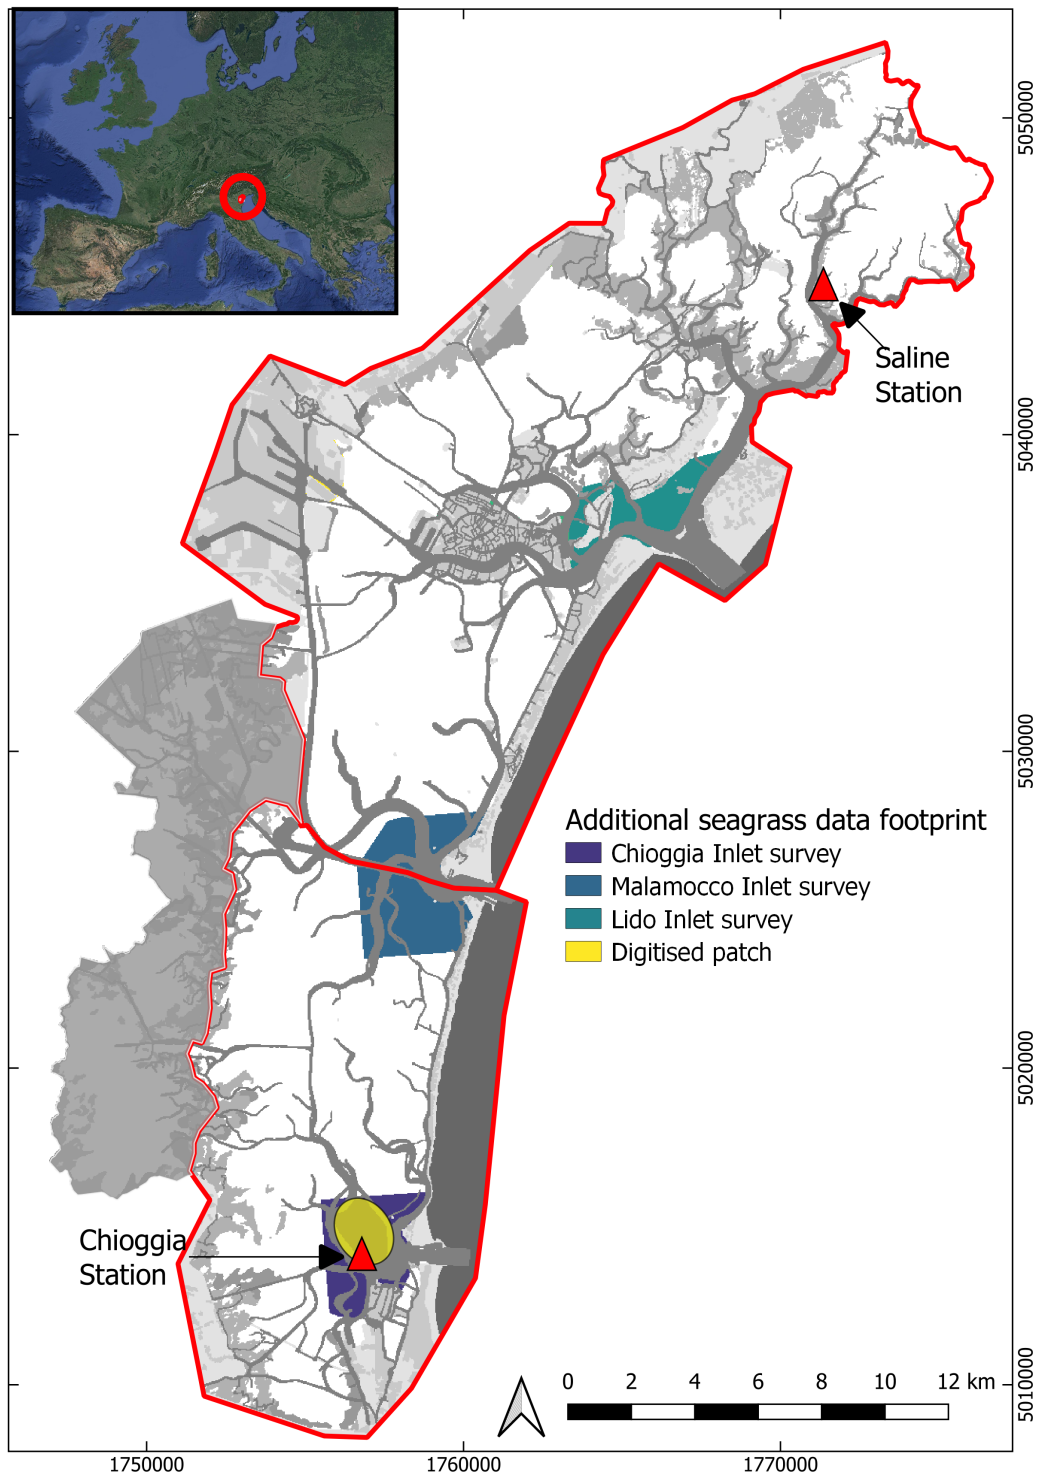 5050000
Saline
Station
5040000
5030000
Additional seagrass data footprint
Chioggia Inlet survey
Malamocco Inlet survey
Lido Inlet survey
Digitised patch
5020000
Chioggia
Station
0 2 4 6 8 10 12 km
5010000
1750000 1760000 1770000